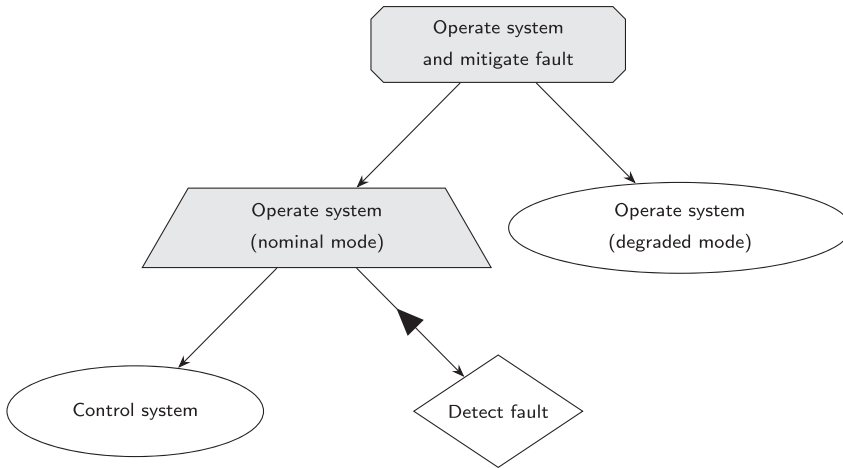 Operate system
and mitigate fault
Operate system
(nominal mode)
Operate system
(degraded mode)
Control system
Detect fault